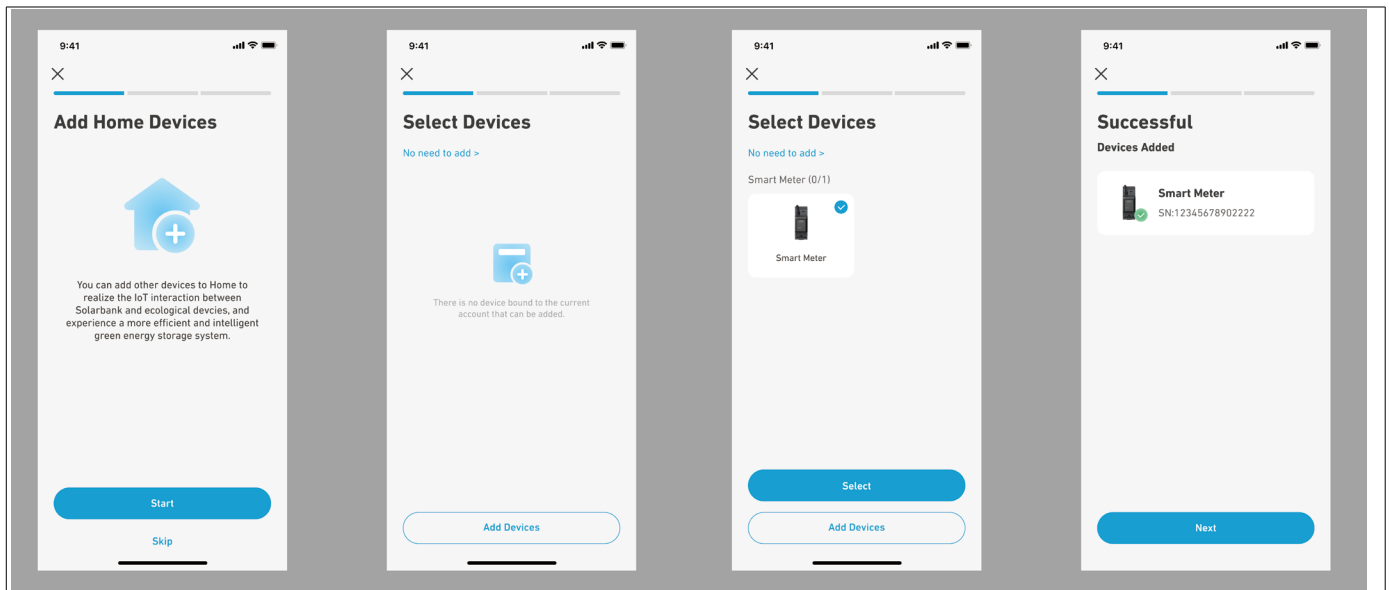 9:41
Add Home Devices
You can add other devices to Home to
realize the IoT interaction between
Solarbank and ecological devcies, and
experience a more efficient and intelligent
green energy storage system.
Start
Skip
9:41
Select Devices
No need to add >
There is no device bound to the current
account that can be added.
Add Devices
9:41
Select Devices
No need to add >
Smart Meter (0/1)
Smart Meter
Select
Add Devices
9:41
Successful
Devices Added
Smart Meter
SN:12345678902222
Next